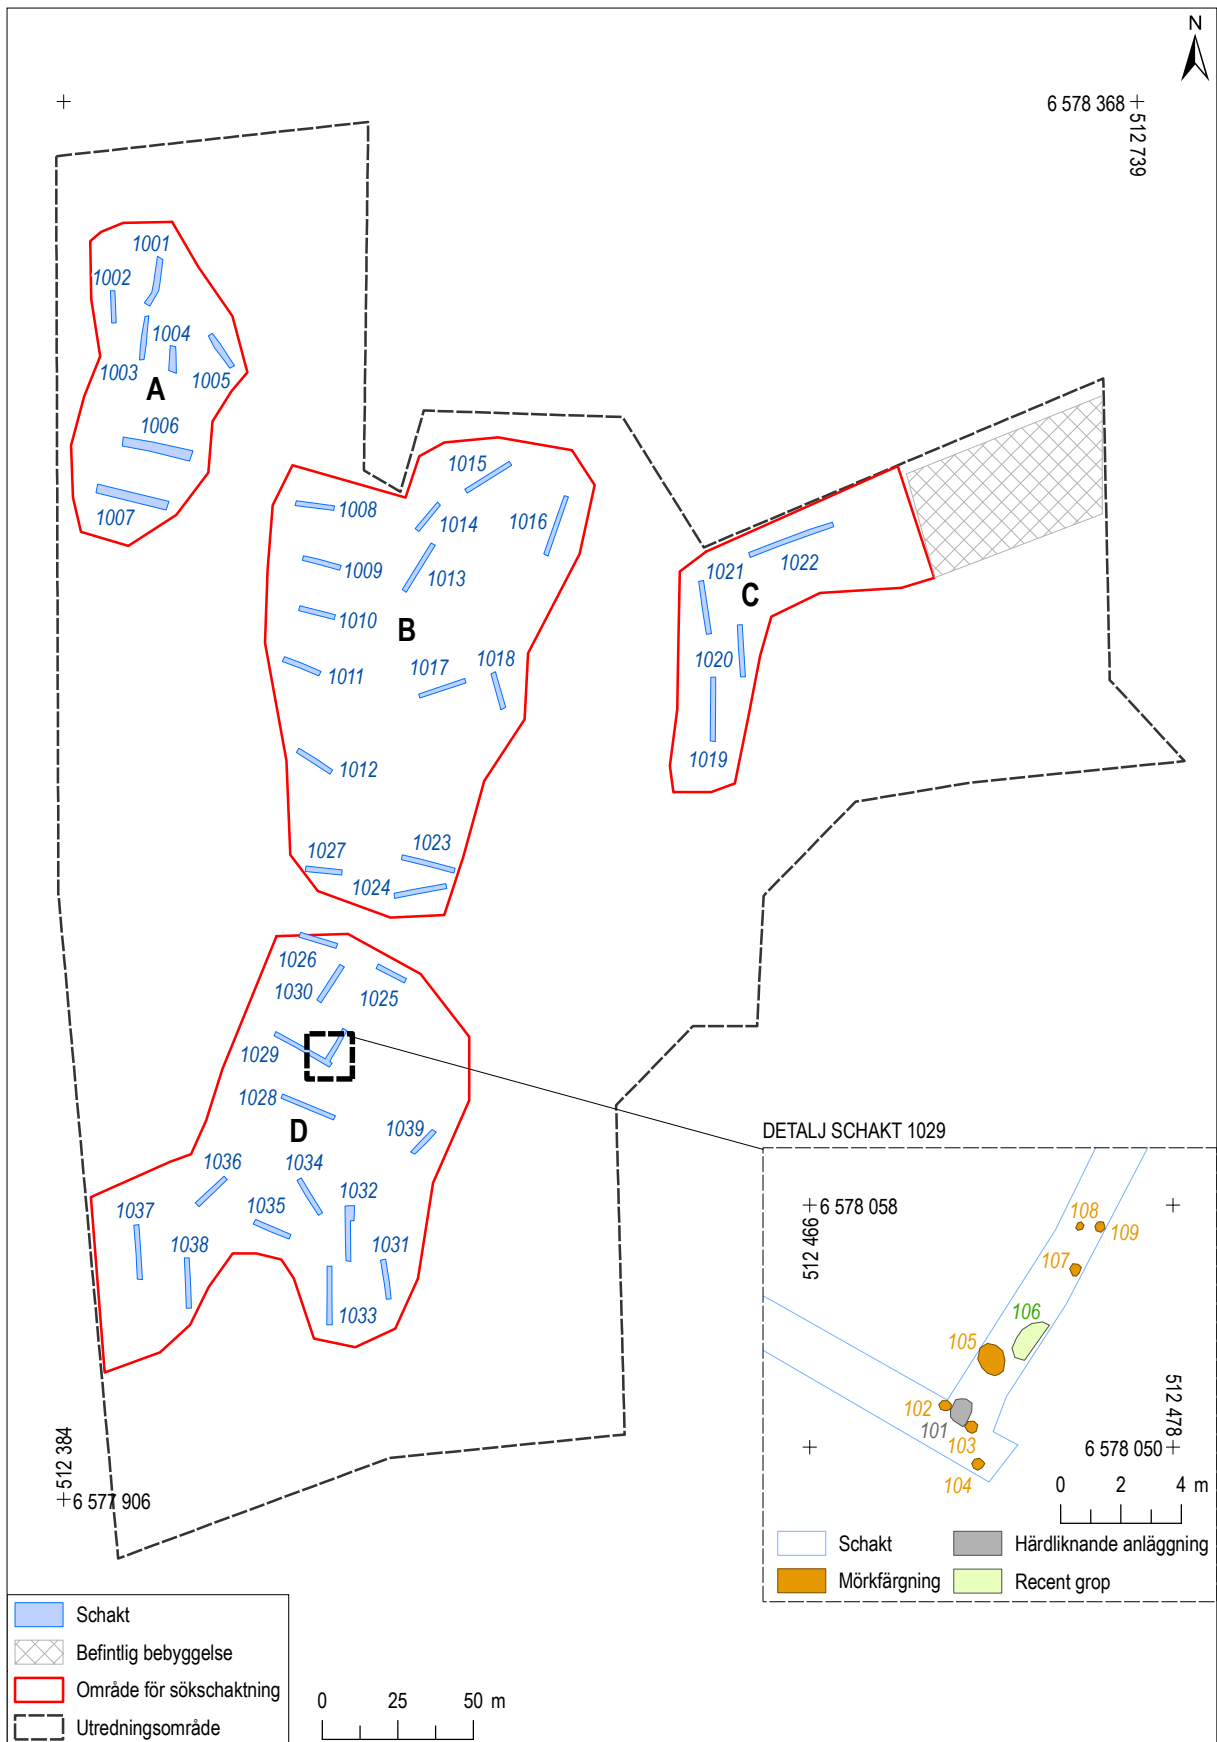 N
6 578 368
512 739
1001
1002
1004
1003
1005
A
1006
1007
1015
1008
1014
1016
1009
1013
1010
B
1011
1017
1018
1012
1027
1023
1024
1021
1022
C
1020
1019
1026
1030
1025
1029
1028
D
1039
1036
1034
1037
1035
1032
1038
1031
1033
512 384
6 577 906
DETALJ SCHAKT 1029
6 578 058
512 466
108
109
107
106
105
102
101
103
104
512 478
6 578 050
0 2 4 m
Schakt
Härdliknande anläggning
Mörkfärgning
Recent grop
Schakt
Befintlig bebyggelse
Område för sökschaktning
Utredningsområde
0 25 50 m